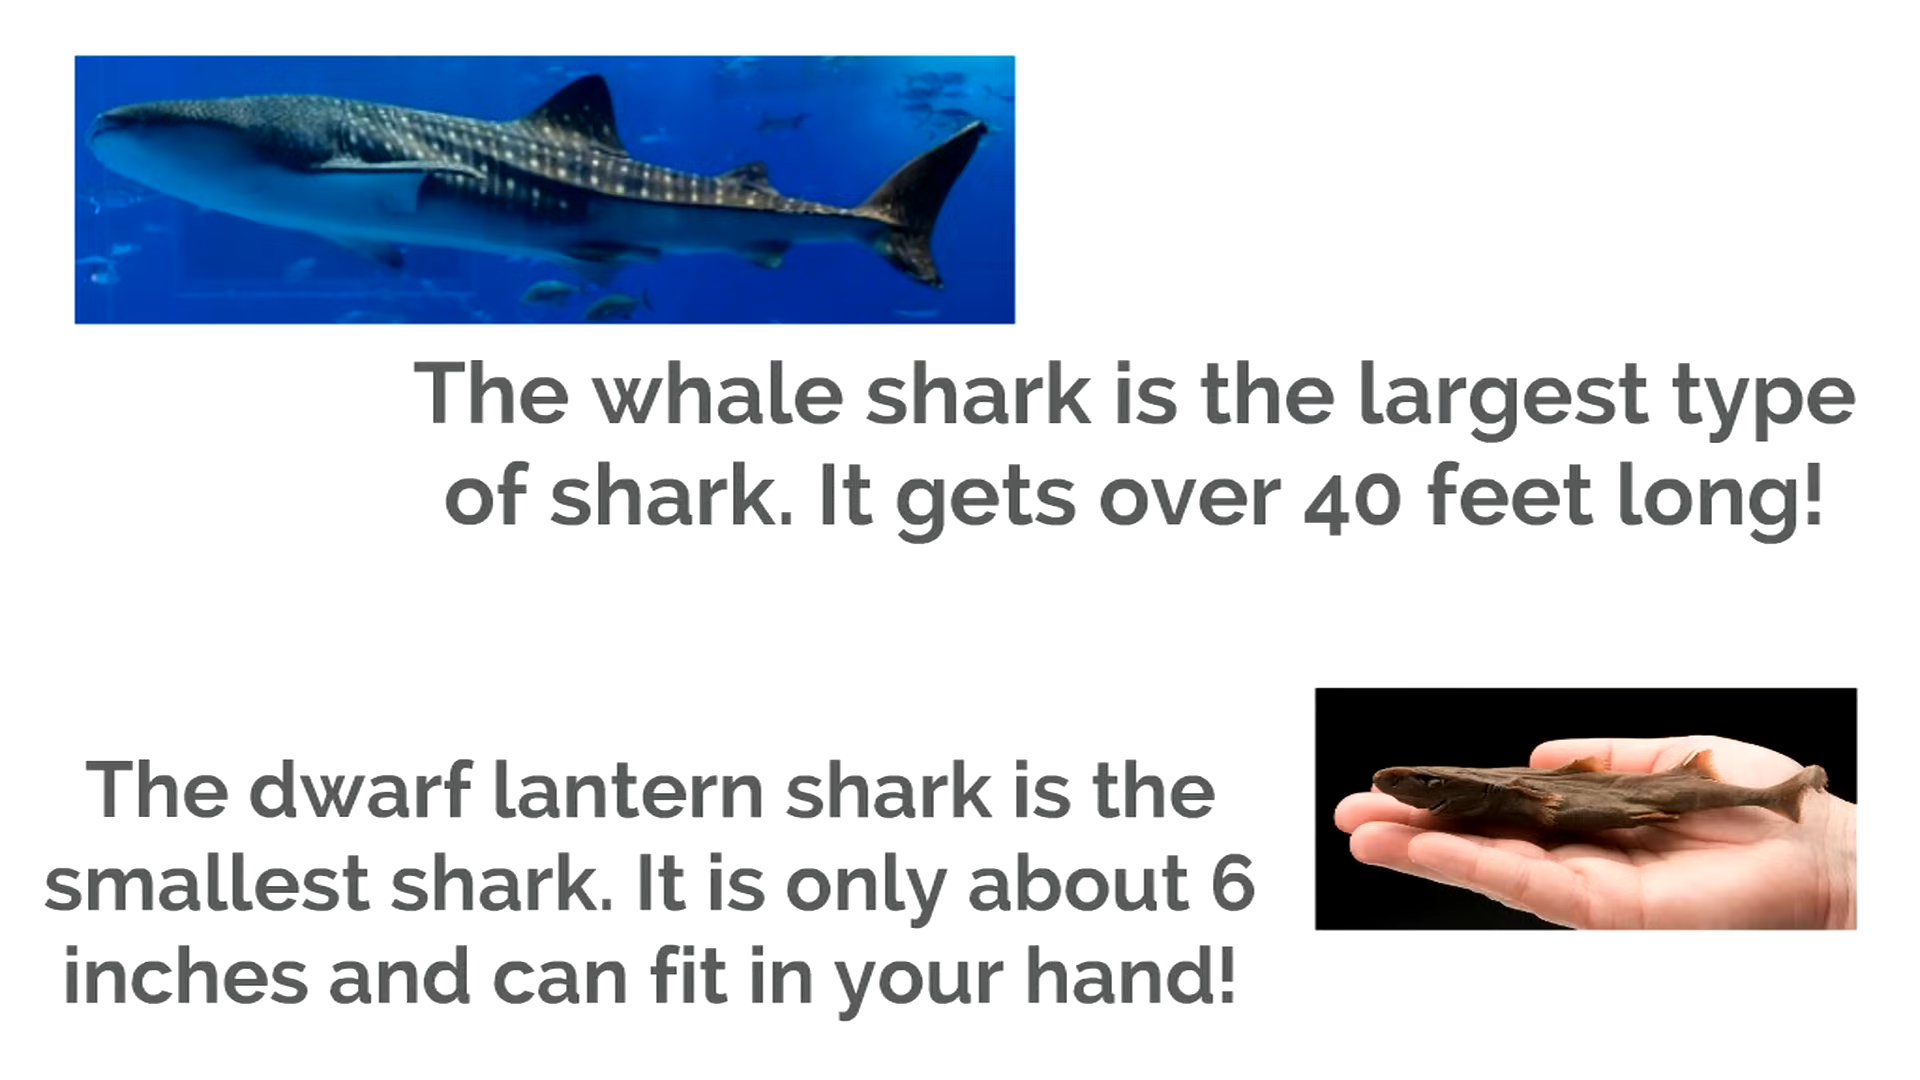 The whale shark is the largest type
of shark. It gets over 40 feet long!
The dwarf lantern shark is the
smallest shark. It is only about 6
inches and can fit in your hand!